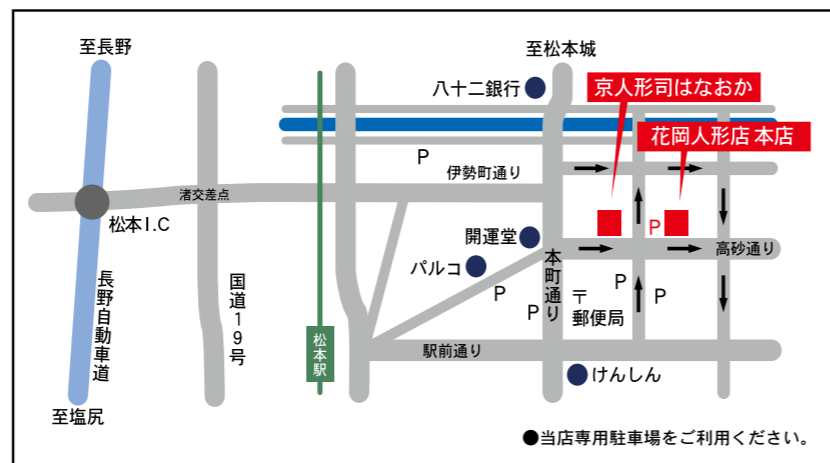 至長野
至松本城
八十二銀行
京人形司はなおか
花岡人形店 本店
P
伊勢町通り
渚交差点
松本I.C
開運堂
P
高砂通り
パルコ
本町通り
P
P
P
P
〒
郵便局
長野自動車道
国道19号
松本駅
駅前通り
けんしん
至塩尻
●当店専用駐車場をご利用ください。